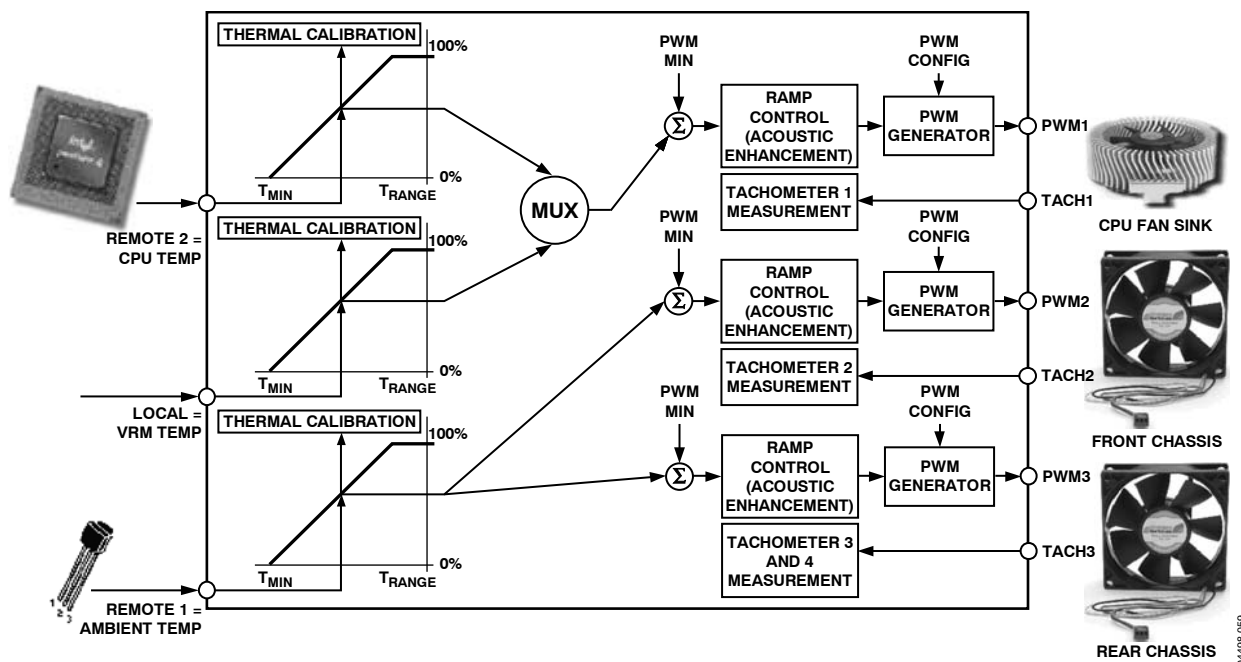 THERMAL CALIBRATION
100%
T_MIN
T_RANGE
0%
REMOTE 2 =
CPU TEMP
THERMAL CALIBRATION
100%
T_MIN
T_RANGE
0%
LOCAL =
VRM TEMP
THERMAL CALIBRATION
100%
T_MIN
T_RANGE
0%
REMOTE 1 =
AMBIENT TEMP
1
2
3
MUX
PWM
MIN
Σ
RAMP
CONTROL
(ACOUSTIC
ENHANCEMENT)
PWM
CONFIG
PWM
GENERATOR
PWM1
TACHOMETER 1
MEASUREMENT
TACH1
CPU FAN SINK
PWM
MIN
Σ
RAMP
CONTROL
(ACOUSTIC
ENHANCEMENT)
PWM
CONFIG
PWM
GENERATOR
PWM2
TACHOMETER 2
MEASUREMENT
TACH2
FRONT CHASSIS
PWM
MIN
Σ
RAMP
CONTROL
(ACOUSTIC
ENHANCEMENT)
PWM
CONFIG
PWM
GENERATOR
PWM3
TACHOMETER 3
AND 4
MEASUREMENT
TACH3
REAR CHASSIS